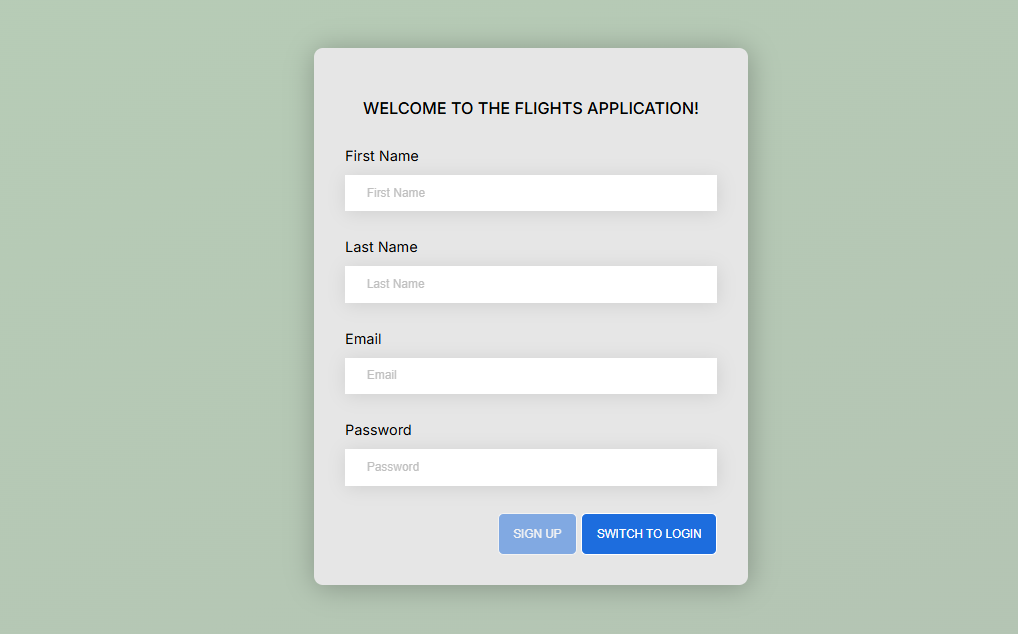 WELCOME TO THE FLIGHTS APPLICATION!
First Name
First Name
Last Name
Last Name
Email
Email
Password
Password
SIGN UP SWITCH TO LOGIN